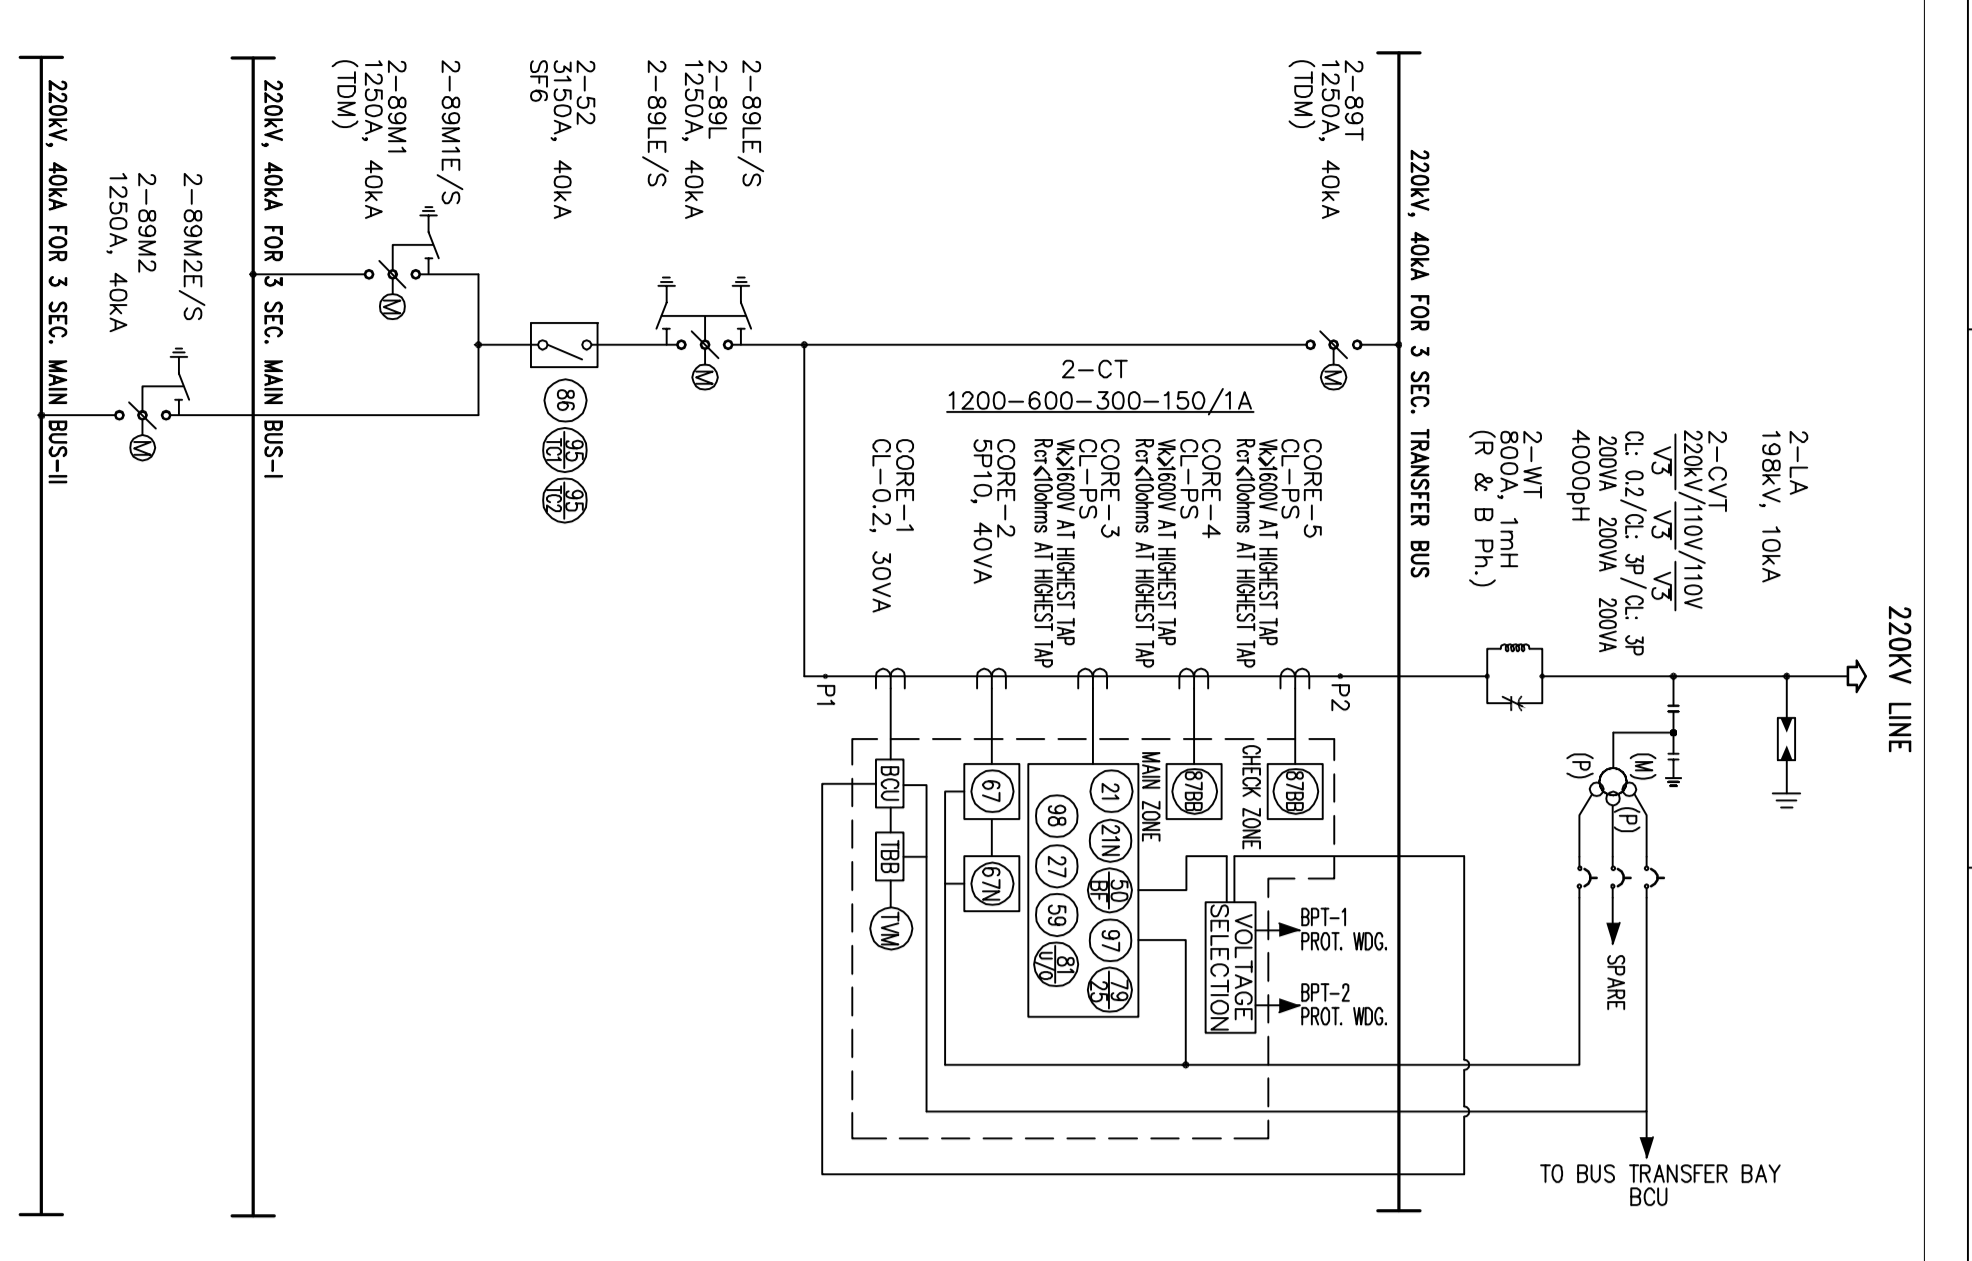 220KV LINE
2-LA
198kV, 10kA
2-CVT
220kV/110V/110V
V3 V3 V3
CL: 0.2/CL: 3P/CL: 3P
200VA 200VA 200VA
4000pH
2-WT
800A, 1mH
(R & B Ph.)
(M)
(P)
(P)
SPARE
TO BUS TRANSFER BAY
BCU
220kV, 40kA FOR 3 SEC. TRANSFER BUS
2-89T
1250A, 40kA
(TDM)
M
2-CT
1200-600-300-150/1A
P2
P1
CORE-5
CL-PS
Vk>1600V AT HIGHEST TAP
RCT<10ohms AT HIGHEST TAP
CORE-4
CL-PS
Vk>1600V AT HIGHEST TAP
RCT<10ohms AT HIGHEST TAP
CORE-3
CL-PS
Vk>1600V AT HIGHEST TAP
RCT<10ohms AT HIGHEST TAP
CORE-2
5P10, 40VA
CORE-1
CL-0.2, 30VA
87BB
CHECK ZONE
87BB
MAIN ZONE
21
21N
50
BF
97
79
25
98
27
59
81
U/O
67
67N
BCU
TBB
TVM
VOLTAGE
SELECTION
BPT-1
PROT. WDG.
BPT-2
PROT. WDG.
2-89LE/S
2-89L
1250A, 40kA
2-89LE/S
M
2-52
3150A, 40kA
SF6
86
95
TC1
95
TC2
2-89M1E/S
2-89M1
1250A, 40kA
(TDM)
M
220kV, 40kA FOR 3 SEC. MAIN BUS-I
2-89M2E/S
2-89M2
1250A, 40kA
M
220kV, 40kA FOR 3 SEC. MAIN BUS-II